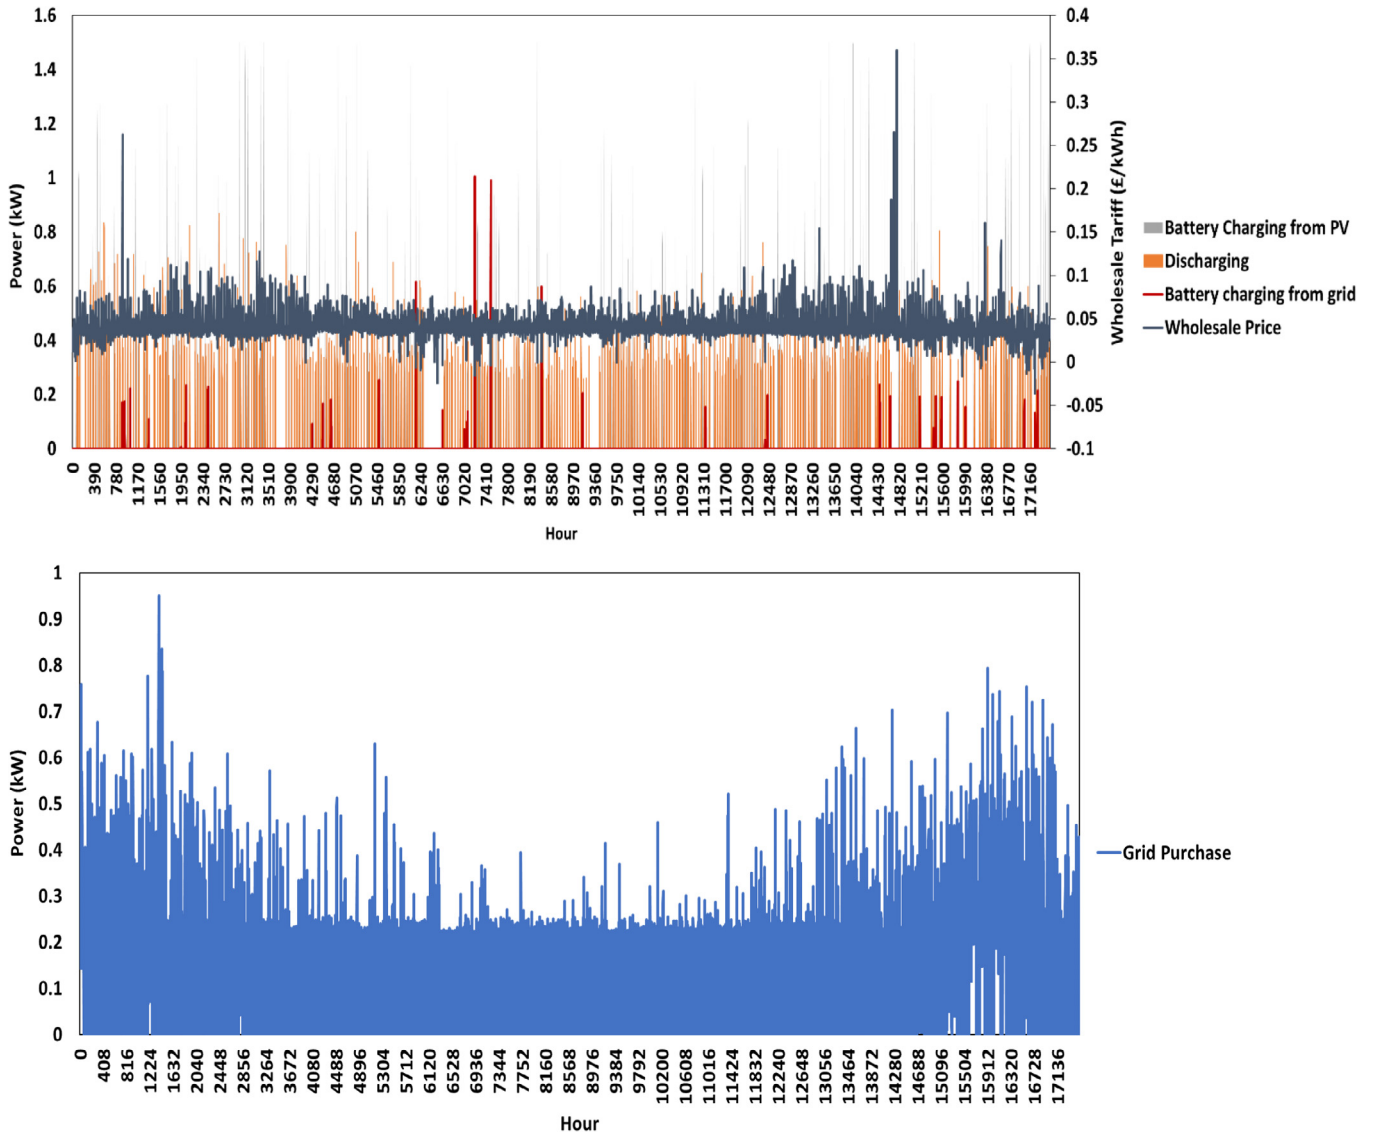 1.6
1.4
1.2
1
0.8
0.6
0.4
0.2
0
Power (kW)
0.4
0.35
0.3
0.25
0.2
0.15
0.1
0.05
0
-0.05
-0.1
Wholesale Tariff (£/kWh)
Battery Charging from PV
Discharging
Battery charging from grid
Wholesale Price
0 390 780 1170 1560 1950 2340 2730 3120 3510 3900 4290 4680 5070 5460 5850 6240 6630 7020 7410 7800 8190 8580 8970 9360 9750 10140 10530 10920 11310 11700 12090 12480 12870 13260 13650 14040 14430 14820 15210 15600 15990 16380 16770 17160
Hour
1
0.9
0.8
0.7
0.6
0.5
0.4
0.3
0.2
0.1
0
Power (kW)
Grid Purchase
0 408 816 1224 1632 2040 2448 2856 3264 3672 4080 4488 4896 5304 5712 6120 6528 6936 7344 7752 8160 8568 8976 9384 9792 10200 10608 11016 11424 11832 12240 12648 13056 13464 13872 14280 14688 15096 15504 15912 16320 16728 17136
Hour